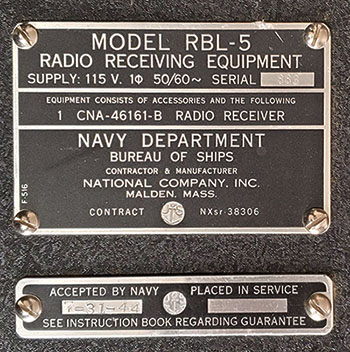 MODEL RBL-5
RADIO RECEIVING EQUIPMENT
SUPPLY: 115 V. 1Φ 50/60~ SERIAL
EQUIPMENT CONSISTS OF ACCESSORIES AND THE FOLLOWING
1 CNA-46161-B RADIO RECEIVER
NAVY DEPARTMENT
BUREAU OF SHIPS
CONTRACTOR & MANUFACTURER
NATIONAL COMPANY, INC.
MALDEN, MASS.
CONTRACT NXsr-38306
F-516
ACCEPTED BY NAVY PLACED IN SERVICE
SEE INSTRUCTION BOOK REGARDING GUARANTEE